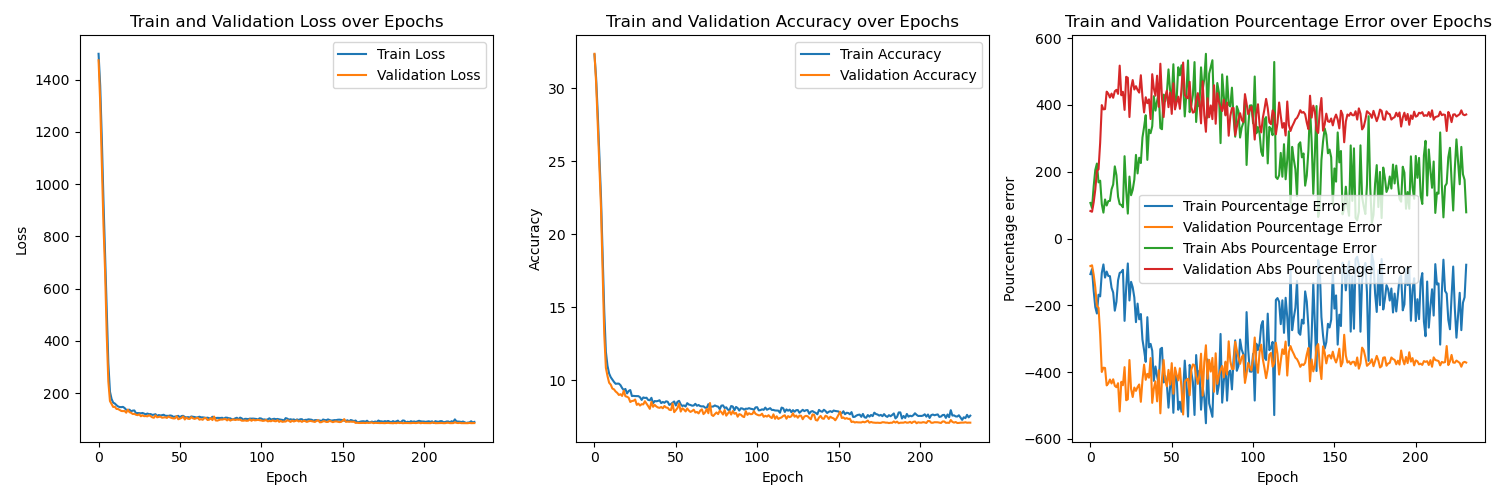 Train and Validation Loss over Epochs
Train Loss
Validation Loss
Loss
1400
1200
1000
800
600
400
200
0
50
100
150
200
Epoch
Train and Validation Accuracy over Epochs
Train Accuracy
Validation Accuracy
Accuracy
30
25
20
15
10
0
50
100
150
200
Epoch
Train and Validation Pourcentage Error over Epochs
Train Pourcentage Error
Validation Pourcentage Error
Train Abs Pourcentage Error
Validation Abs Pourcentage Error
Pourcentage error
600
400
200
0
−200
−400
−600
0
50
100
150
200
Epoch